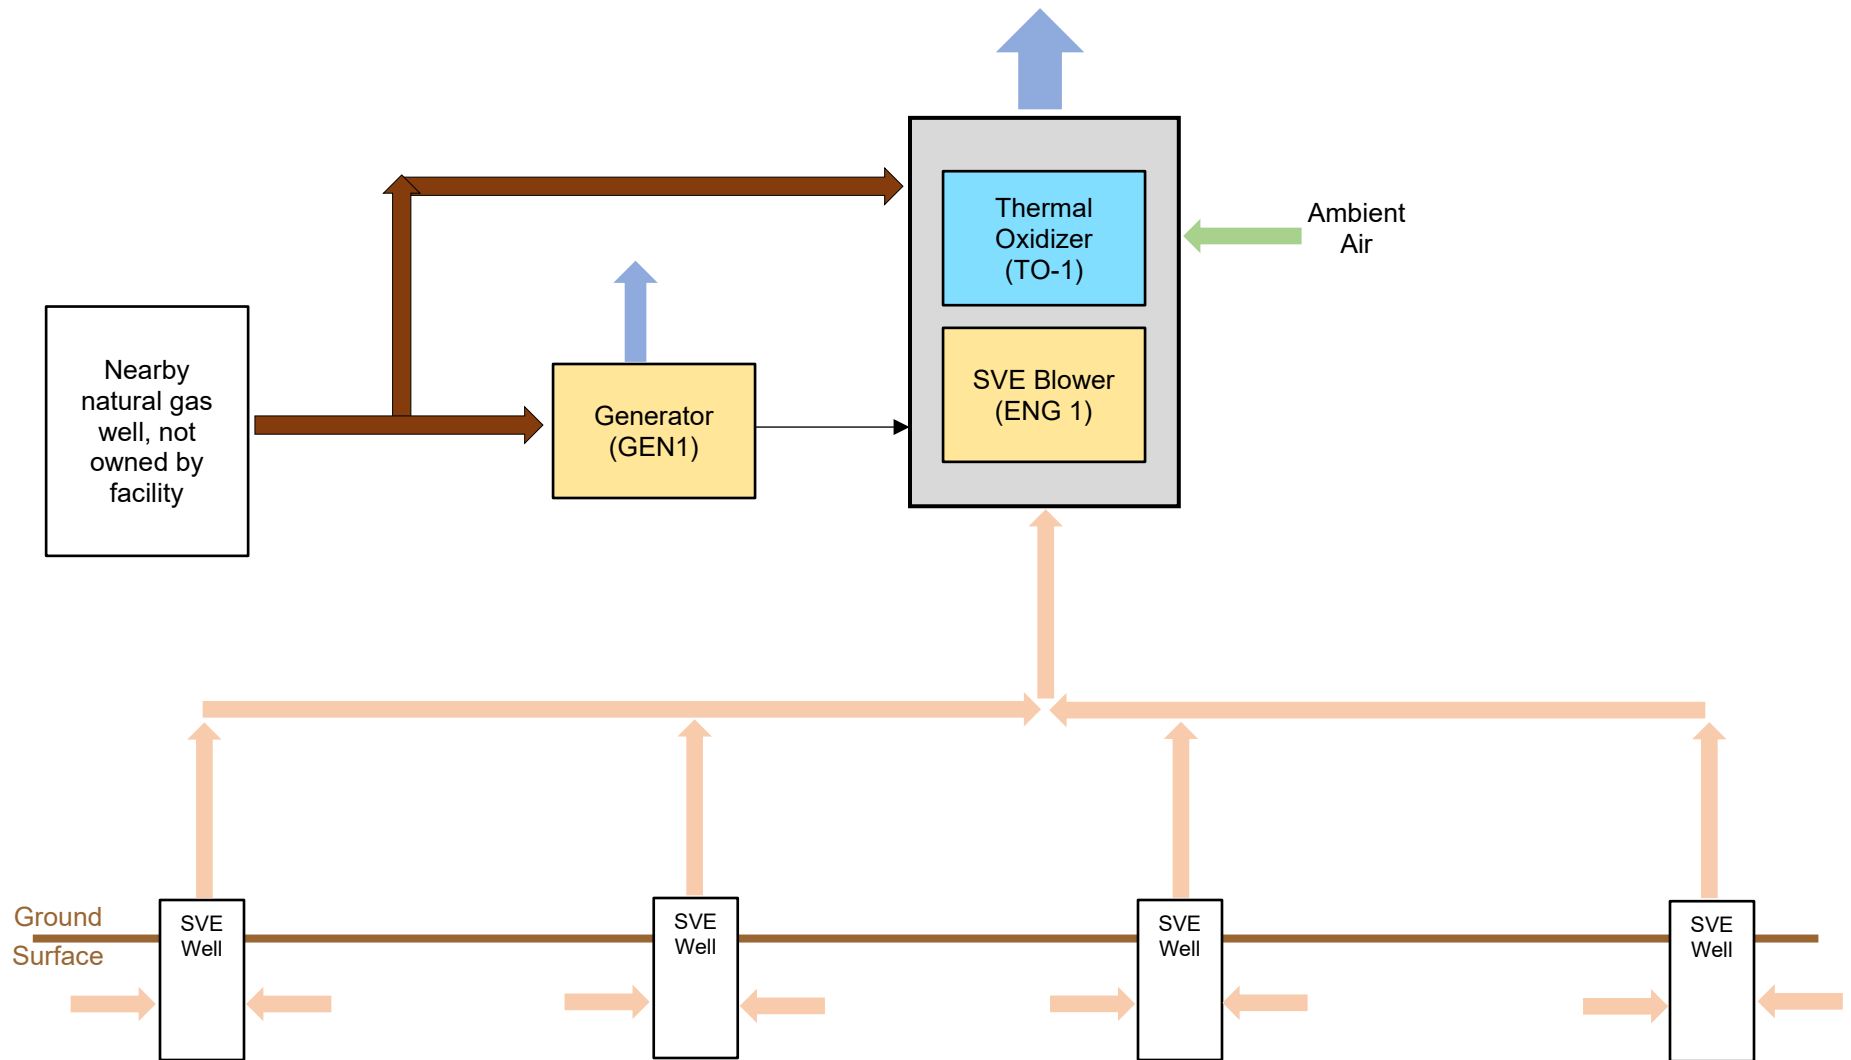 Thermal
Oxidizer
(TO-1)
Ambient
Air
Nearby
natural gas
well, not
owned by
facility
Generator
(GEN1)
SVE Blower
(ENG 1)
Ground
Surface
SVE
Well
SVE
Well
SVE
Well
SVE
Well